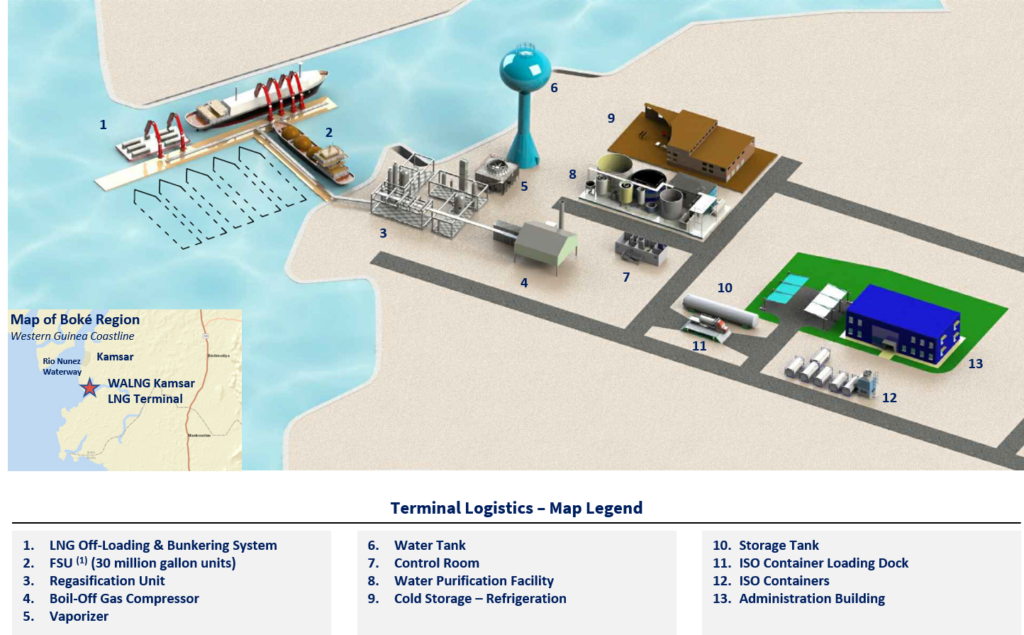 1
2
6
9
8
5
3
4
7
10
11
13
12
Map of Boké Region
Western Guinea Coastline
Rio Nunez
Waterway
Kamsar
WALNG Kamsar
LNG Terminal
Terminal Logistics – Map Legend
1. LNG Off-Loading & Bunkering System
2. FSU (1) (30 million gallon units)
3. Regasification Unit
4. Boil-Off Gas Compressor
5. Vaporizer
6. Water Tank
7. Control Room
8. Water Purification Facility
9. Cold Storage – Refrigeration
10. Storage Tank
11. ISO Container Loading Dock
12. ISO Containers
13. Administration Building